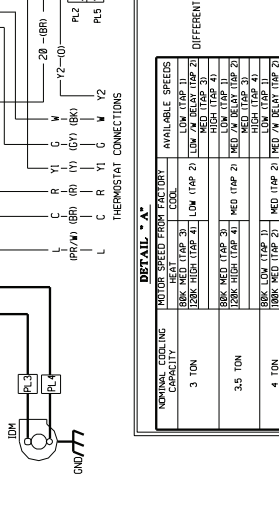 20 -(BR)
PL2
PL5
Y2-(O)
L -(PR/W)- L
C -(BR)- C
R -(R)- R
Y1 -(Y)- Y1
G -(GY)- G
W -(BK)- W
Y2
THERMOSTAT CONNECTIONS
IDM
PL3
PL4
GND
DETAIL " A"
DIFFERENT
NOMINAL COOLING CAPACITY
MOTOR SPEED FROM FACTORY
HEAT
COOL
AVAILABLE SPEEDS
3 TON
80K MED (TAP 3)
120K HIGH (TAP 4)
LOW (TAP 2)
LOW (TAP 1)
LOW /W DELAY (TAP 2)
MED (TAP 3)
HIGH (TAP 4)
3.5 TON
80K MED (TAP 3)
120K HIGH (TAP 4)
MED (TAP 2)
LOW (TAP 1)
MED /W DELAY (TAP 2)
MED (TAP 3)
HIGH (TAP 4)
4 TON
80K LOW (TAP 1)
100K MED (TAP 2)
MED (TAP 2)
LOW (TAP 1)
MED /W DELAY (TAP 2)